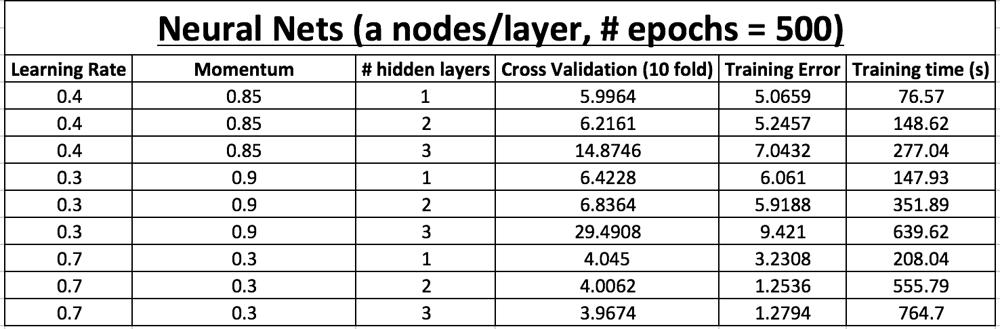 Neural Nets (a nodes/layer, # epochs = 500)
Learning Rate Momentum # hidden layers Cross Validation (10 fold) Training Error Training time (s)
0.4 0.85 1 5.9964 5.0659 76.57
0.4 0.85 2 6.2161 5.2457 148.62
0.4 0.85 3 14.8746 7.0432 277.04
0.3 0.9 1 6.4228 6.061 147.93
0.3 0.9 2 6.8364 5.9188 351.89
0.3 0.9 3 29.4908 9.421 639.62
0.7 0.3 1 4.045 3.2308 208.04
0.7 0.3 2 4.0062 1.2536 555.79
0.7 0.3 3 3.9674 1.2794 764.7